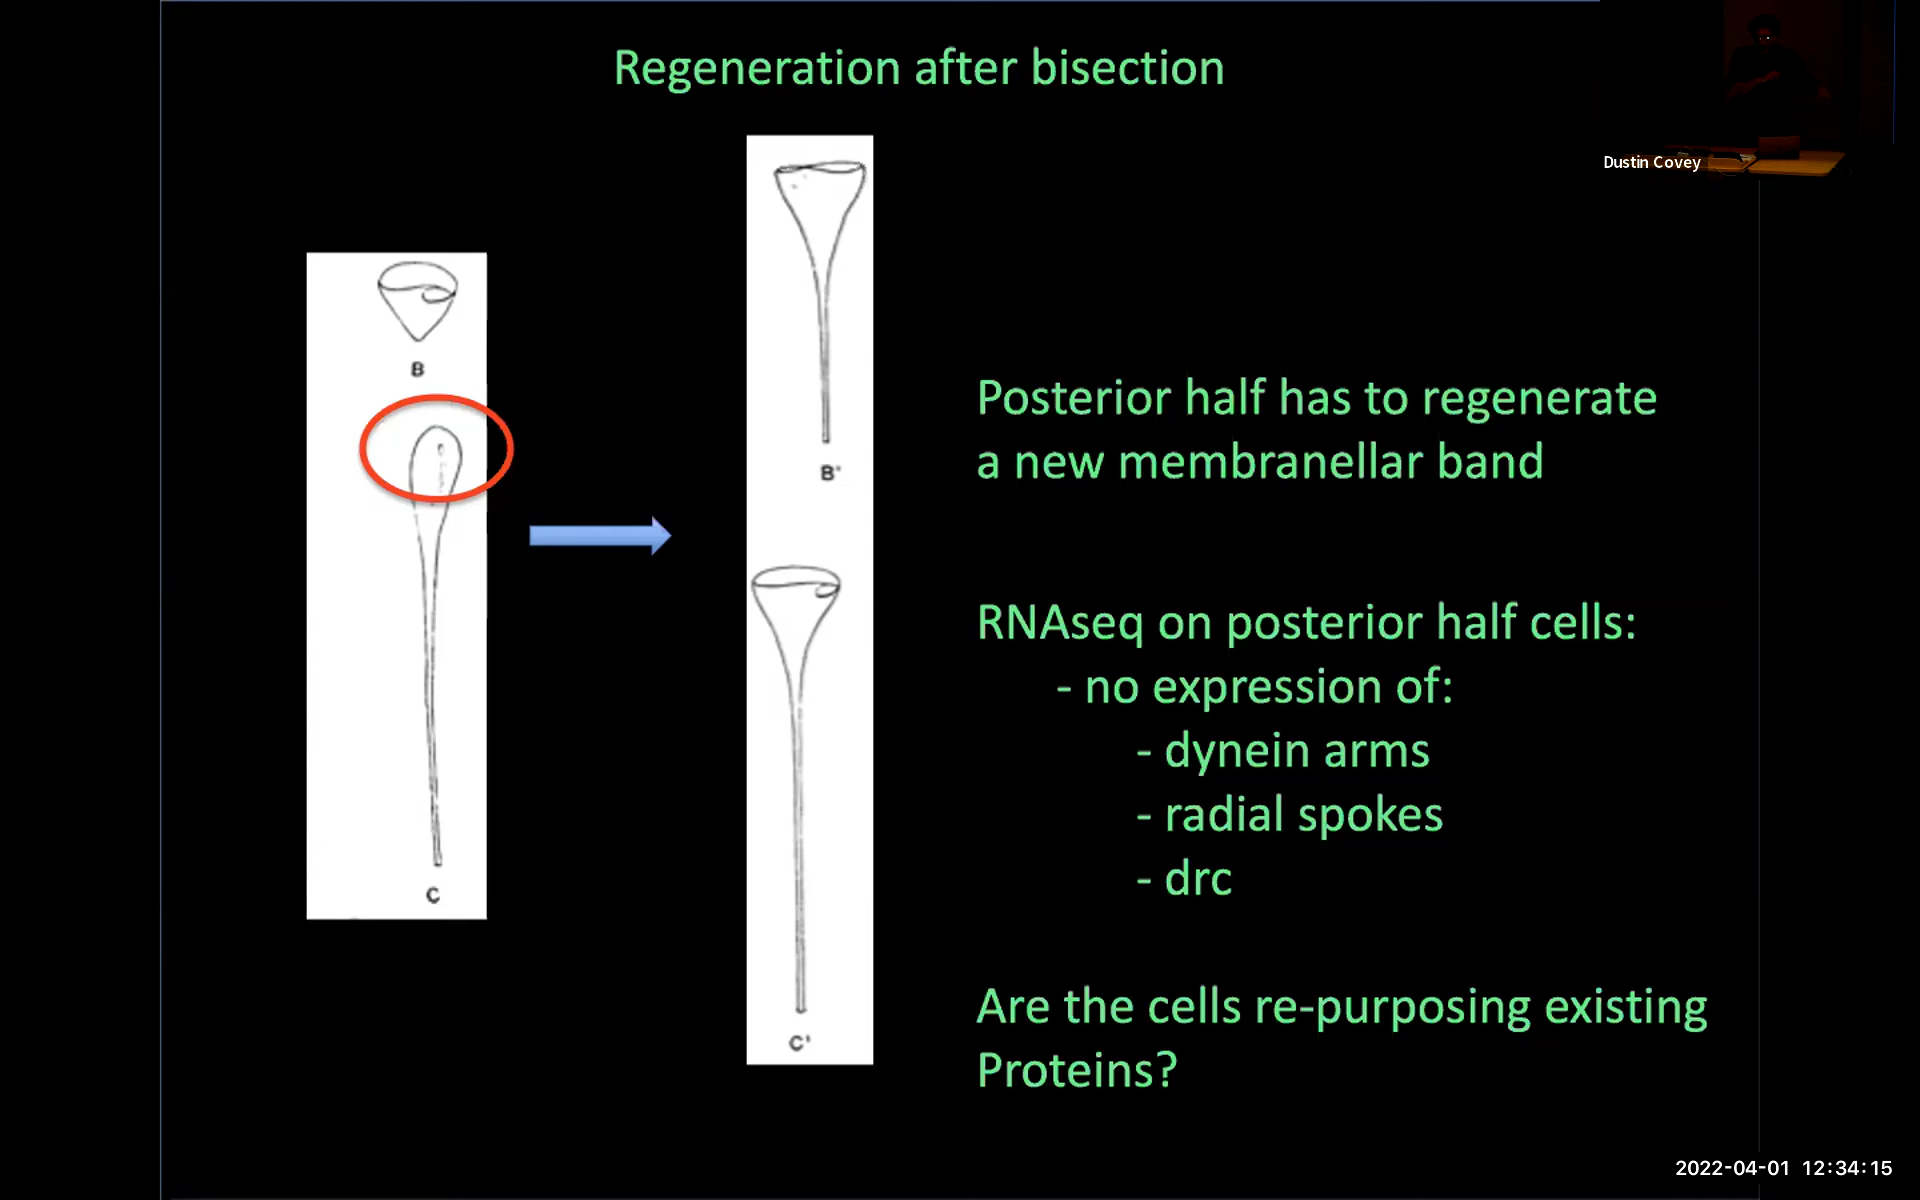 Regeneration after bisection
Dustin Covey
B
C
B'
C'
Posterior half has to regenerate
a new membranellar band
RNAseq on posterior half cells:
- no expression of:
- dynein arms
- radial spokes
- drc
Are the cells re-purposing existing
Proteins?
2022-04-01 12:34:15